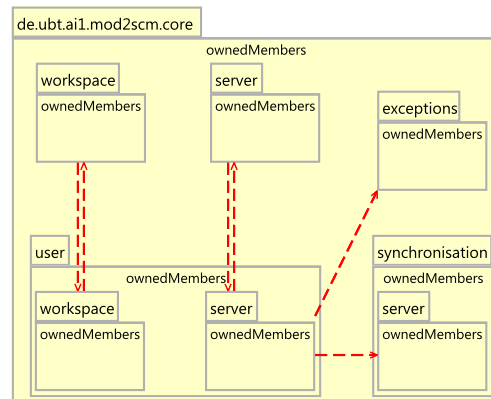 de.ubt.ai1.mod2scm.core
ownedMembers
workspace
ownedMembers
server
ownedMembers
exceptions
ownedMembers
user
ownedMembers
workspace
ownedMembers
server
ownedMembers
synchronisation
ownedMembers
server
ownedMembers